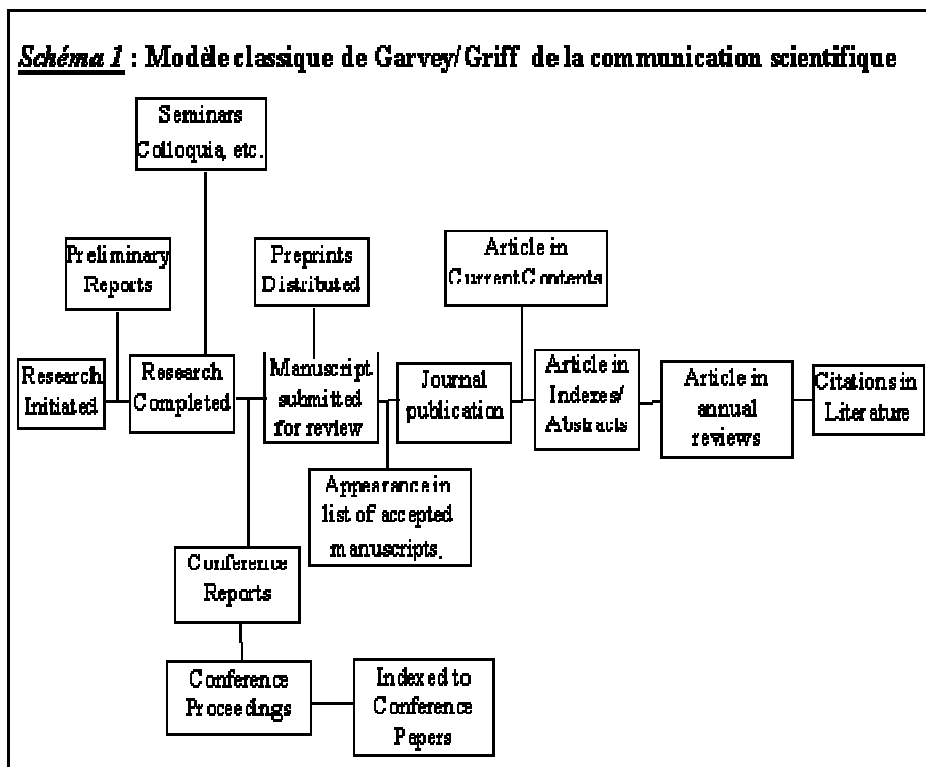 Schéma 1 : Modèle classique de Garvey/Griff de la communication scientifique
Seminars
Colloquia, etc.
Preliminary
Reports
Preprints
Distributed
Article in
Current Contents
Research
Initiated
Research
Completed
Manuscript
submitted
for review
Journal
publication
Article in
Indexes/
Abstracts
Article in
annual
reviews
Citations in
Literature
Appearance in
list of accepted
manuscripts.
Conference
Reports
Conference
Proceedings
Indexed to
Conference
Papers